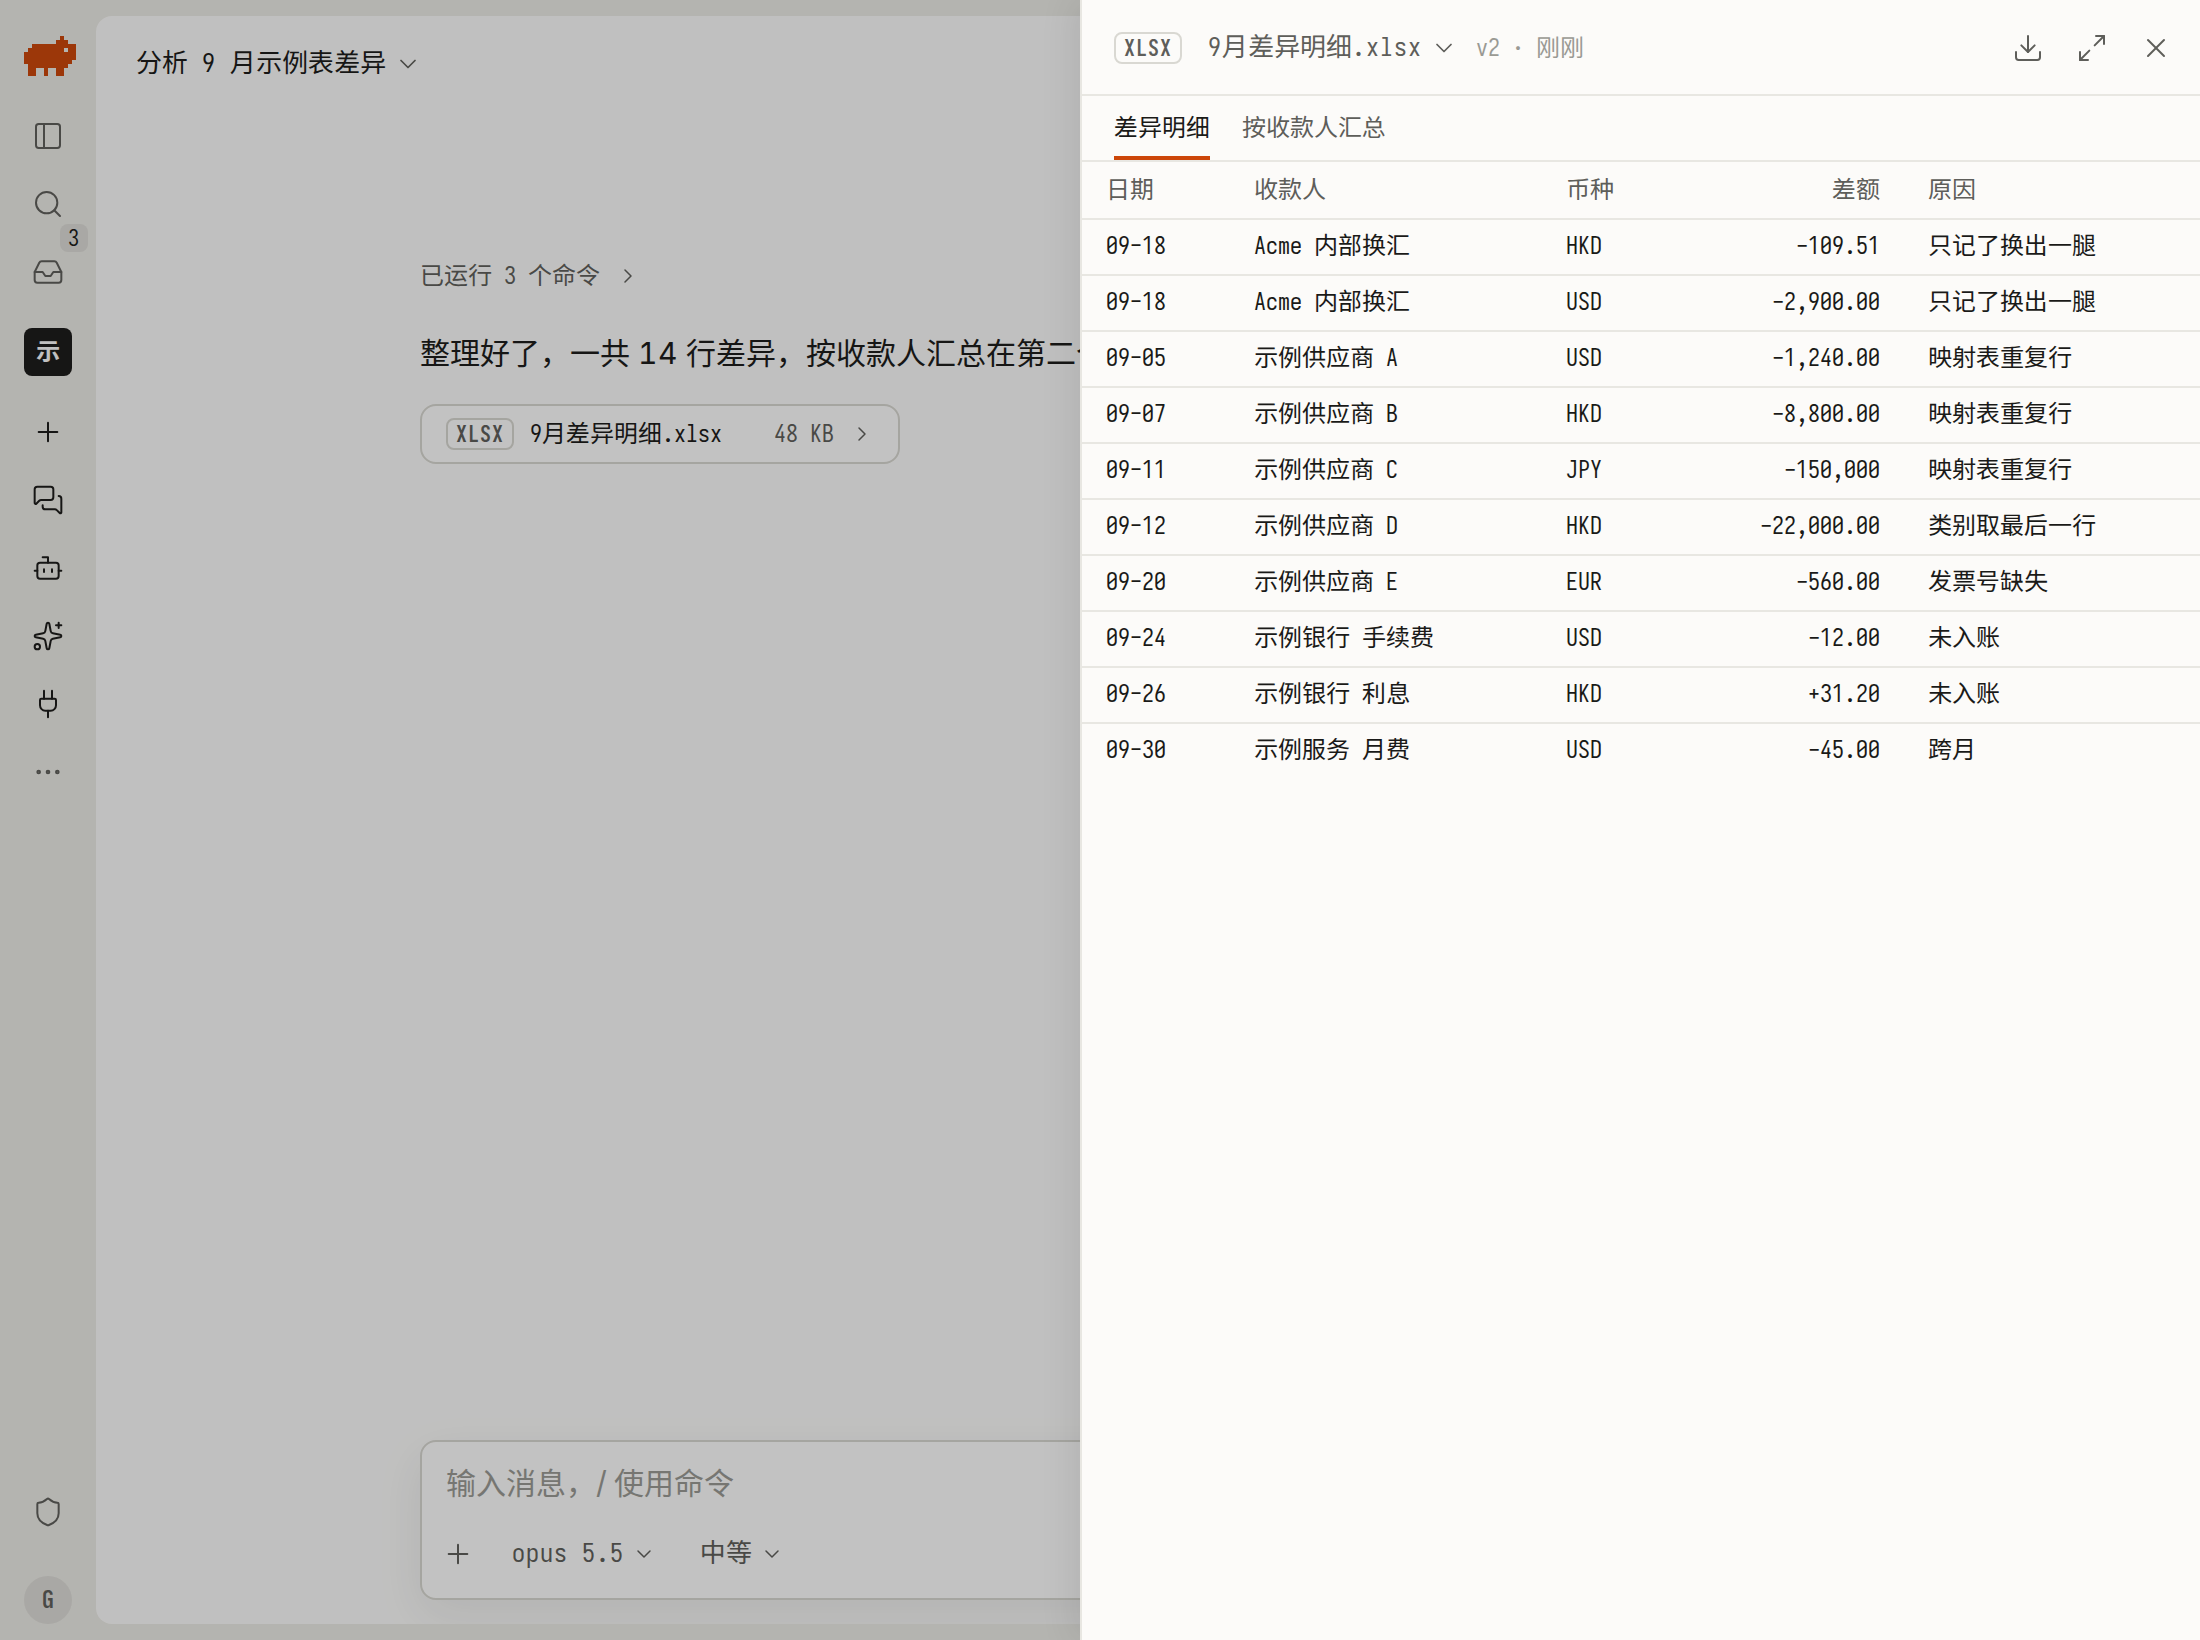 分析 9 月示例表差异
3
示
已运行 3 个命令
整理好了，一共 14 行差异，按收款人汇总在第二
XLSX 9月差异明细.xlsx 48 KB
输入消息，/ 使用命令
opus 5.5 中等
G
XLSX 9月差异明细.xlsx v2 · 刚刚
差异明细 按收款人汇总
日期 收款人 币种 差额 原因
09-18 Acme 内部换汇 HKD -109.51 只记了换出一腿
09-18 Acme 内部换汇 USD -2,900.00 只记了换出一腿
09-05 示例供应商 A USD -1,240.00 映射表重复行
09-07 示例供应商 B HKD -8,800.00 映射表重复行
09-11 示例供应商 C JPY -150,000 映射表重复行
09-12 示例供应商 D HKD -22,000.00 类别取最后一行
09-20 示例供应商 E EUR -560.00 发票号缺失
09-24 示例银行 手续费 USD -12.00 未入账
09-26 示例银行 利息 HKD +31.20 未入账
09-30 示例服务 月费 USD -45.00 跨月